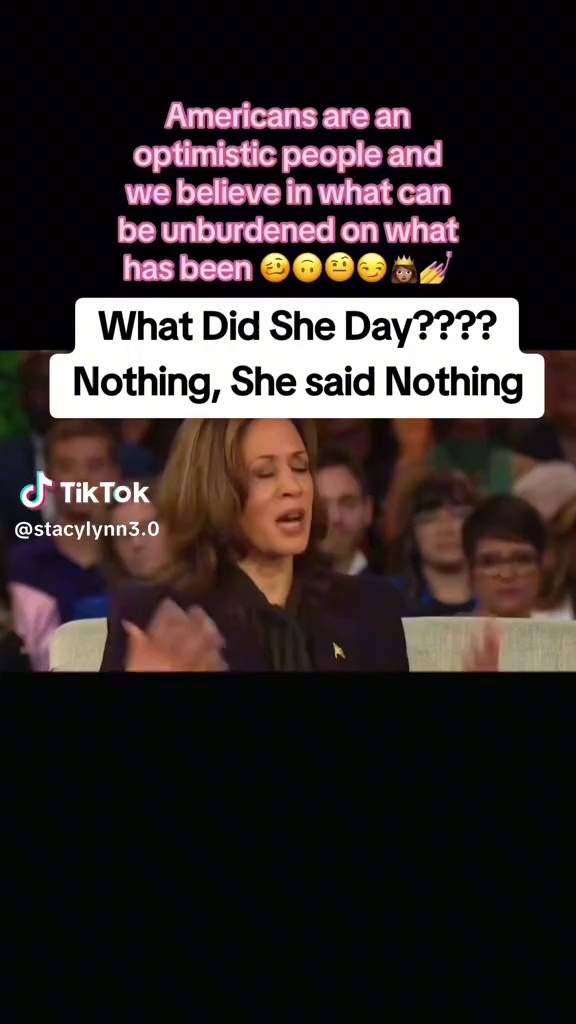 Americans are an
optimistic people and
we believe in what can
be unburdened on what
has been 🥴🙃🤨😏👸🏽💅
What Did She Day????
Nothing, She said Nothing
TikTok
@stacylynn3.0